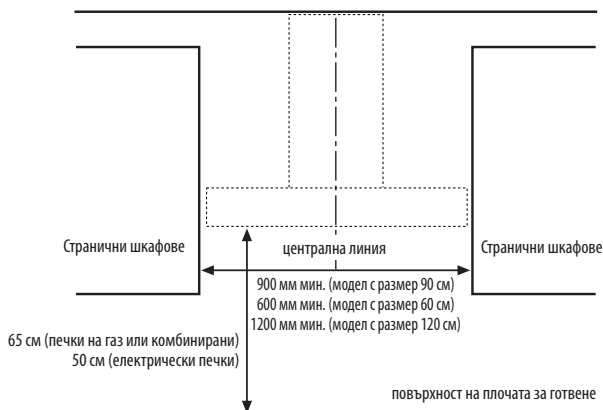 Странични шкафове
централна линия
Странични шкафове
900 мм мин. (модел с размер 90 см)
600 мм мин. (модел с размер 60 см)
1200 мм мин. (модел с размер 120 см)
65 см (печки на газ или комбинирани)
50 см (електрически печки)
повърхност на плочата за готвене